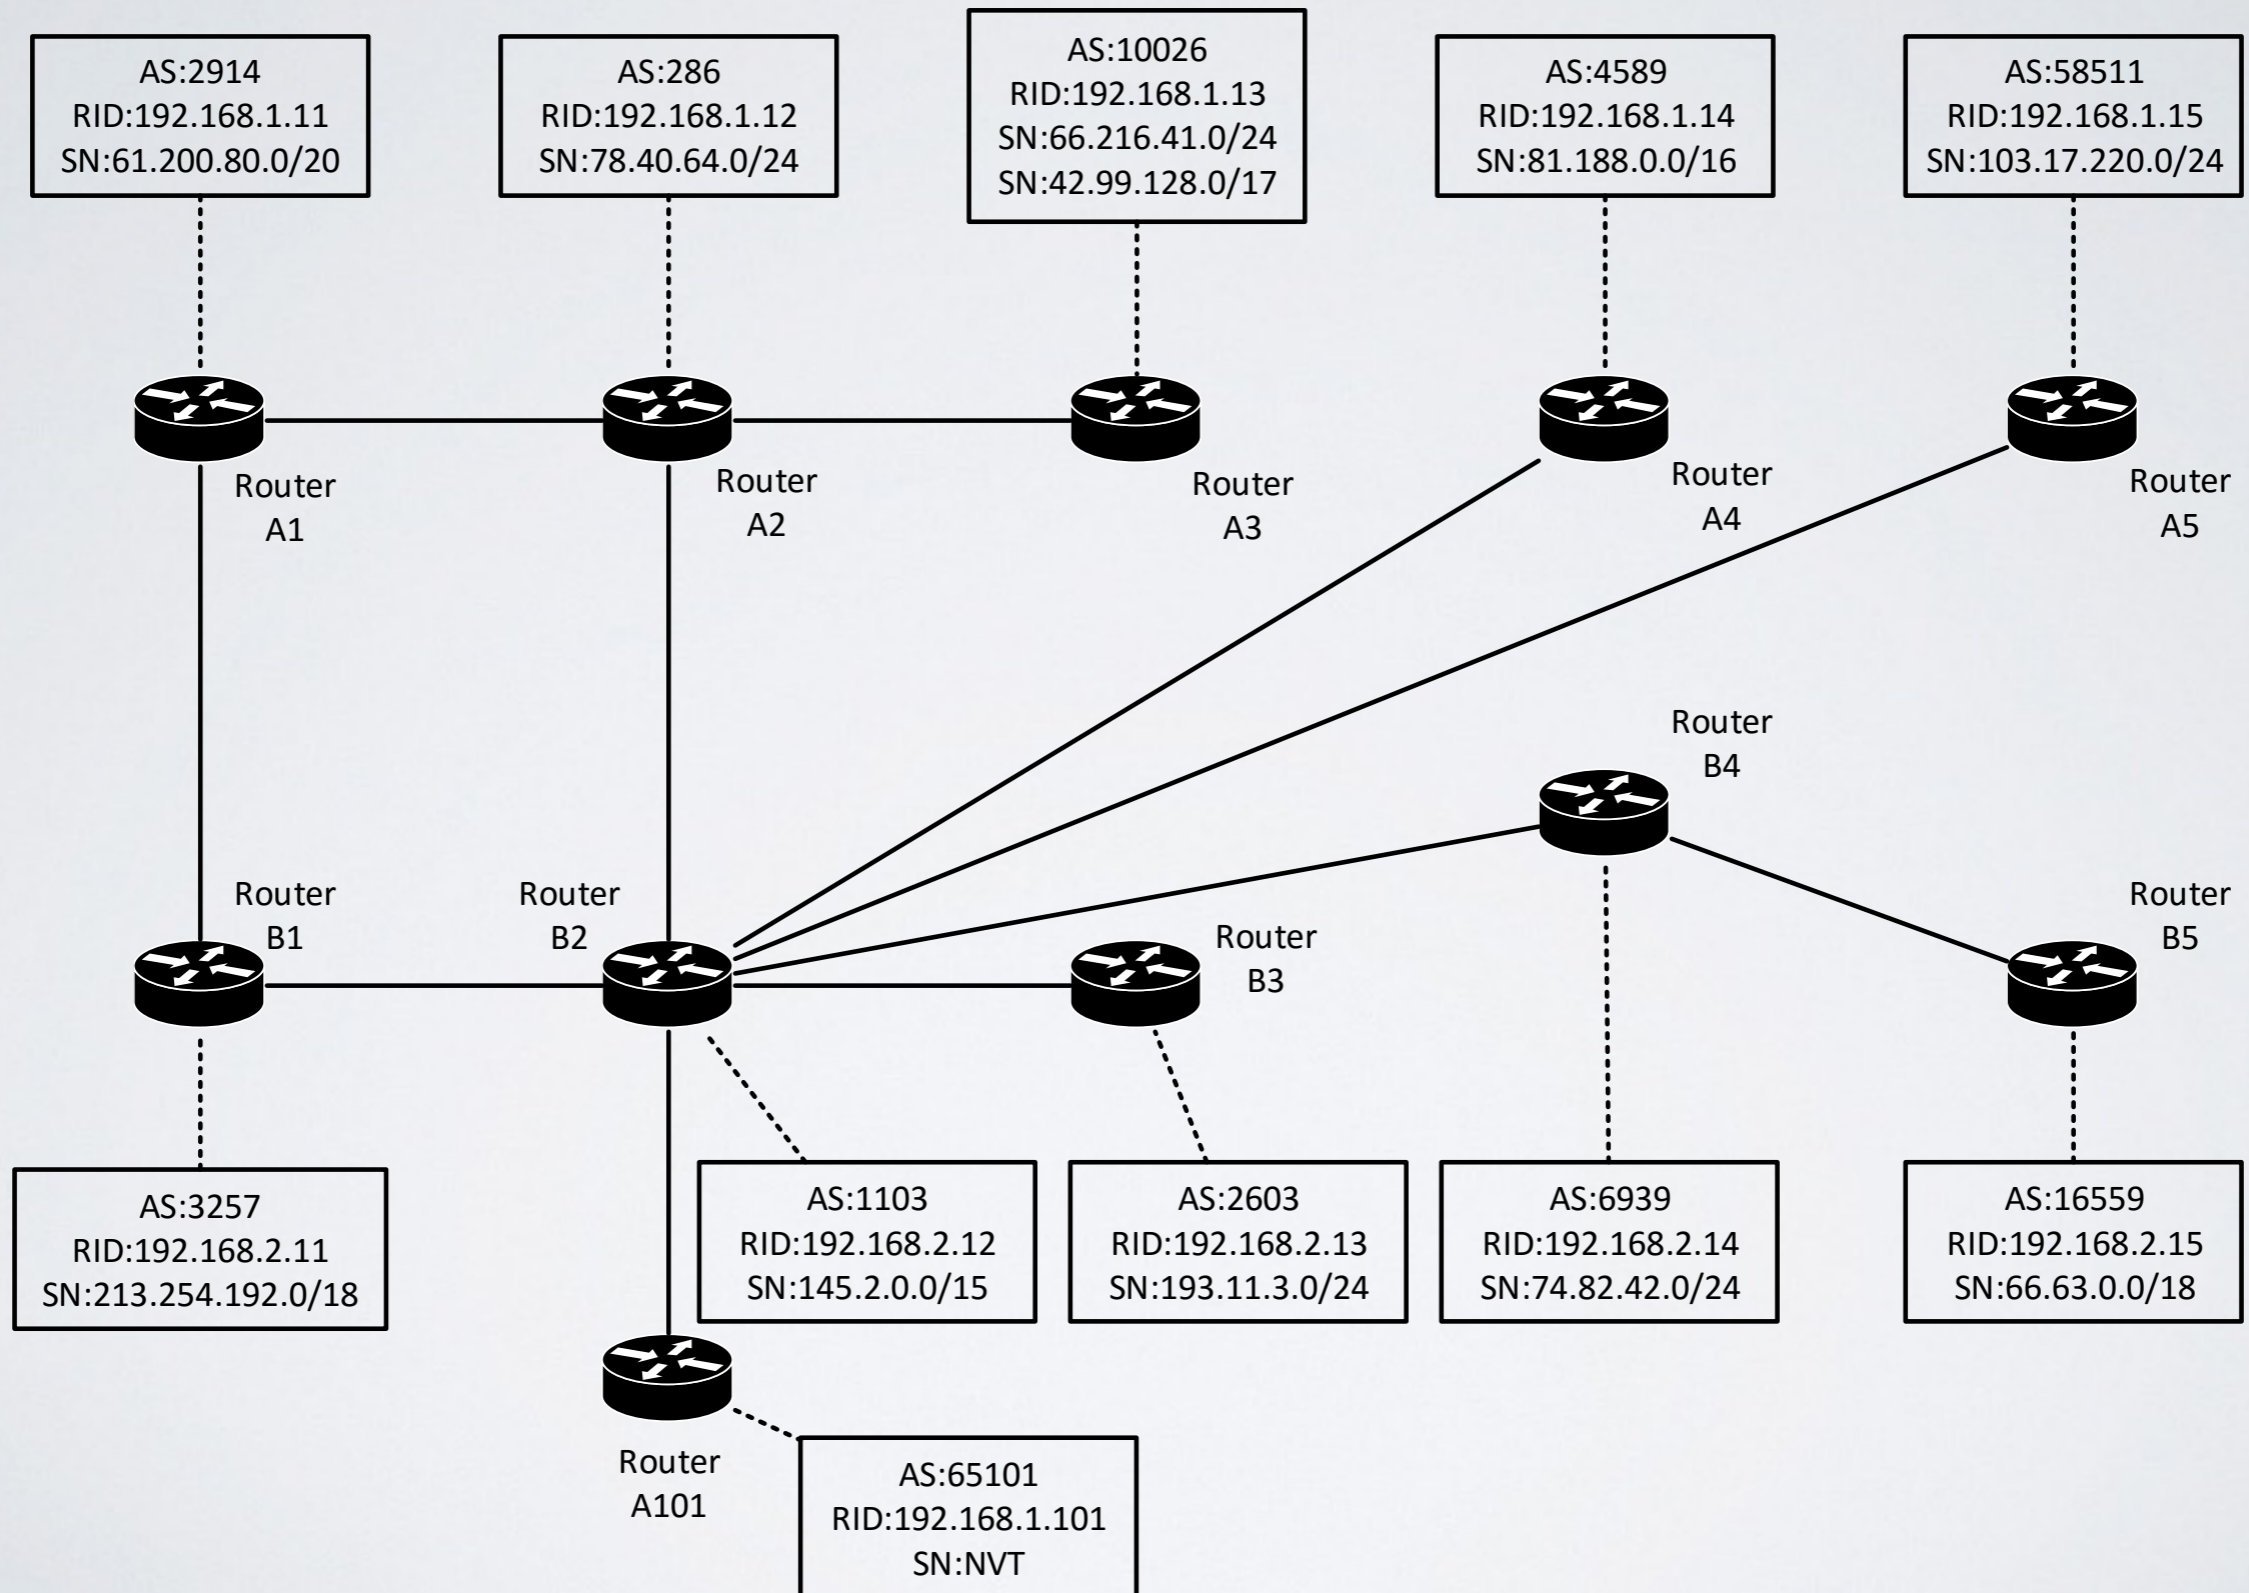 AS:2914
RID:192.168.1.11
SN:61.200.80.0/20
AS:286
RID:192.168.1.12
SN:78.40.64.0/24
AS:10026
RID:192.168.1.13
SN:66.216.41.0/24
SN:42.99.128.0/17
AS:4589
RID:192.168.1.14
SN:81.188.0.0/16
AS:58511
RID:192.168.1.15
SN:103.17.220.0/24
Router
A1
Router
A2
Router
A3
Router
A4
Router
A5
Router
B4
Router
B1
Router
B2
Router
B3
Router
B5
AS:3257
RID:192.168.2.11
SN:213.254.192.0/18
AS:1103
RID:192.168.2.12
SN:145.2.0.0/15
AS:2603
RID:192.168.2.13
SN:193.11.3.0/24
AS:6939
RID:192.168.2.14
SN:74.82.42.0/24
AS:16559
RID:192.168.2.15
SN:66.63.0.0/18
Router
A101
AS:65101
RID:192.168.1.101
SN:NVT